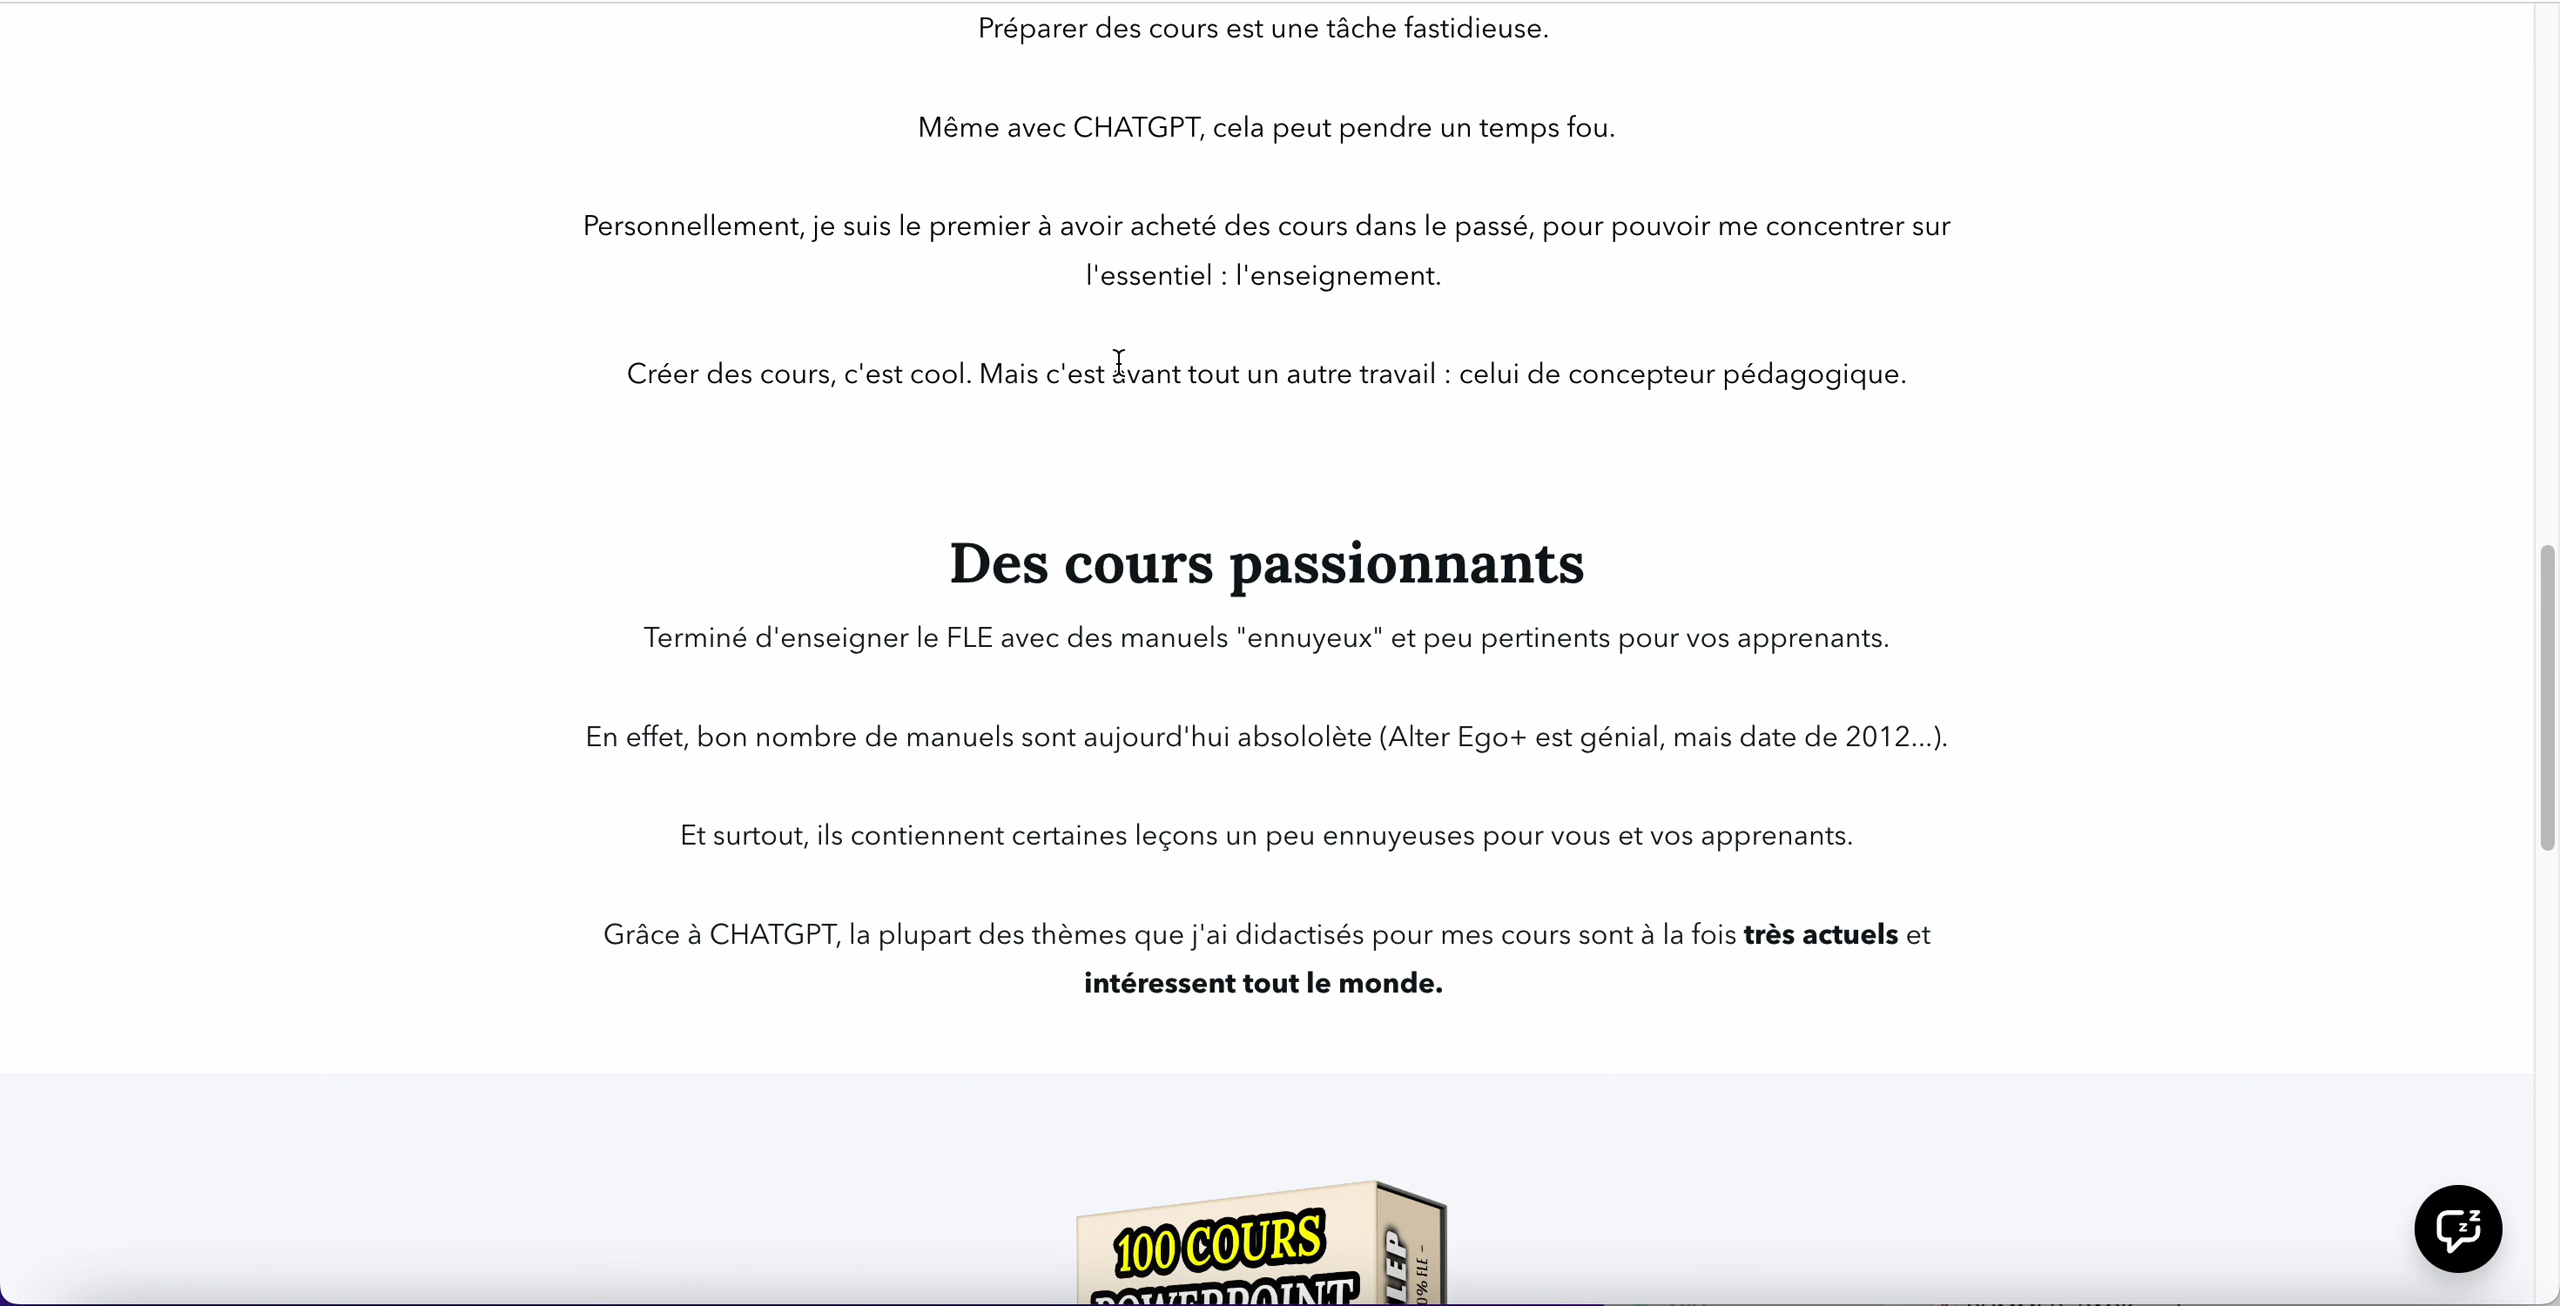 Préparer des cours est une tâche fastidieuse.
Même avec CHATGPT, cela peut pendre un temps fou.
Personnellement, je suis le premier à avoir acheté des cours dans le passé, pour pouvoir me concentrer sur
l'essentiel : l'enseignement.
Créer des cours, c'est cool. Mais c'est avant tout un autre travail : celui de concepteur pédagogique.
Des cours passionnants
Terminé d'enseigner le FLE avec des manuels "ennuyeux" et peu pertinents pour vos apprenants.
En effet, bon nombre de manuels sont aujourd'hui absololète (Alter Ego+ est génial, mais date de 2012...).
Et surtout, ils contiennent certaines leçons un peu ennuyeuses pour vous et vos apprenants.
Grâce à CHATGPT, la plupart des thèmes que j'ai didactisés pour mes cours sont à la fois très actuels et
intéressent tout le monde.
100 COURS
POWERPOINT